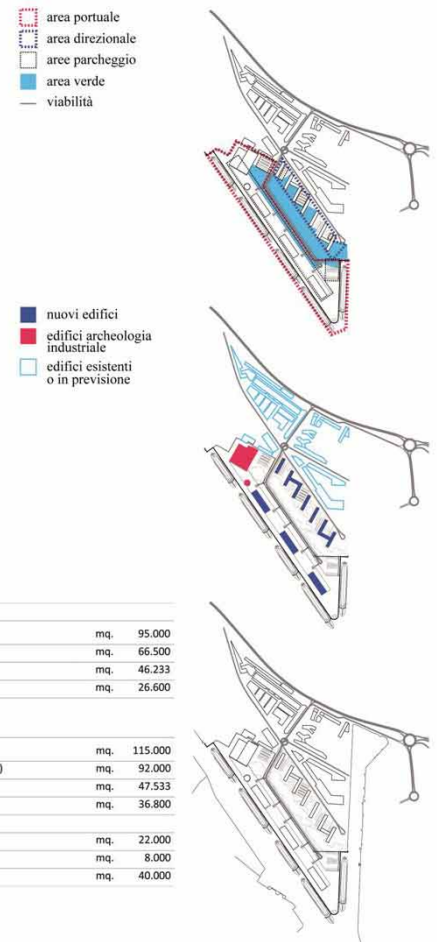 area portuale
area direzionale
aree parcheggio
area verde
viabilità
nuovi edifici
edifici archeologia
industriale
edifici esistenti
o in previsione
mq. 95.000
mq. 66.500
mq. 46.233
mq. 26.600
mq. 115.000
) mq. 92.000
mq. 47.533
mq. 36.800
mq. 22.000
mq. 8.000
mq. 40.000